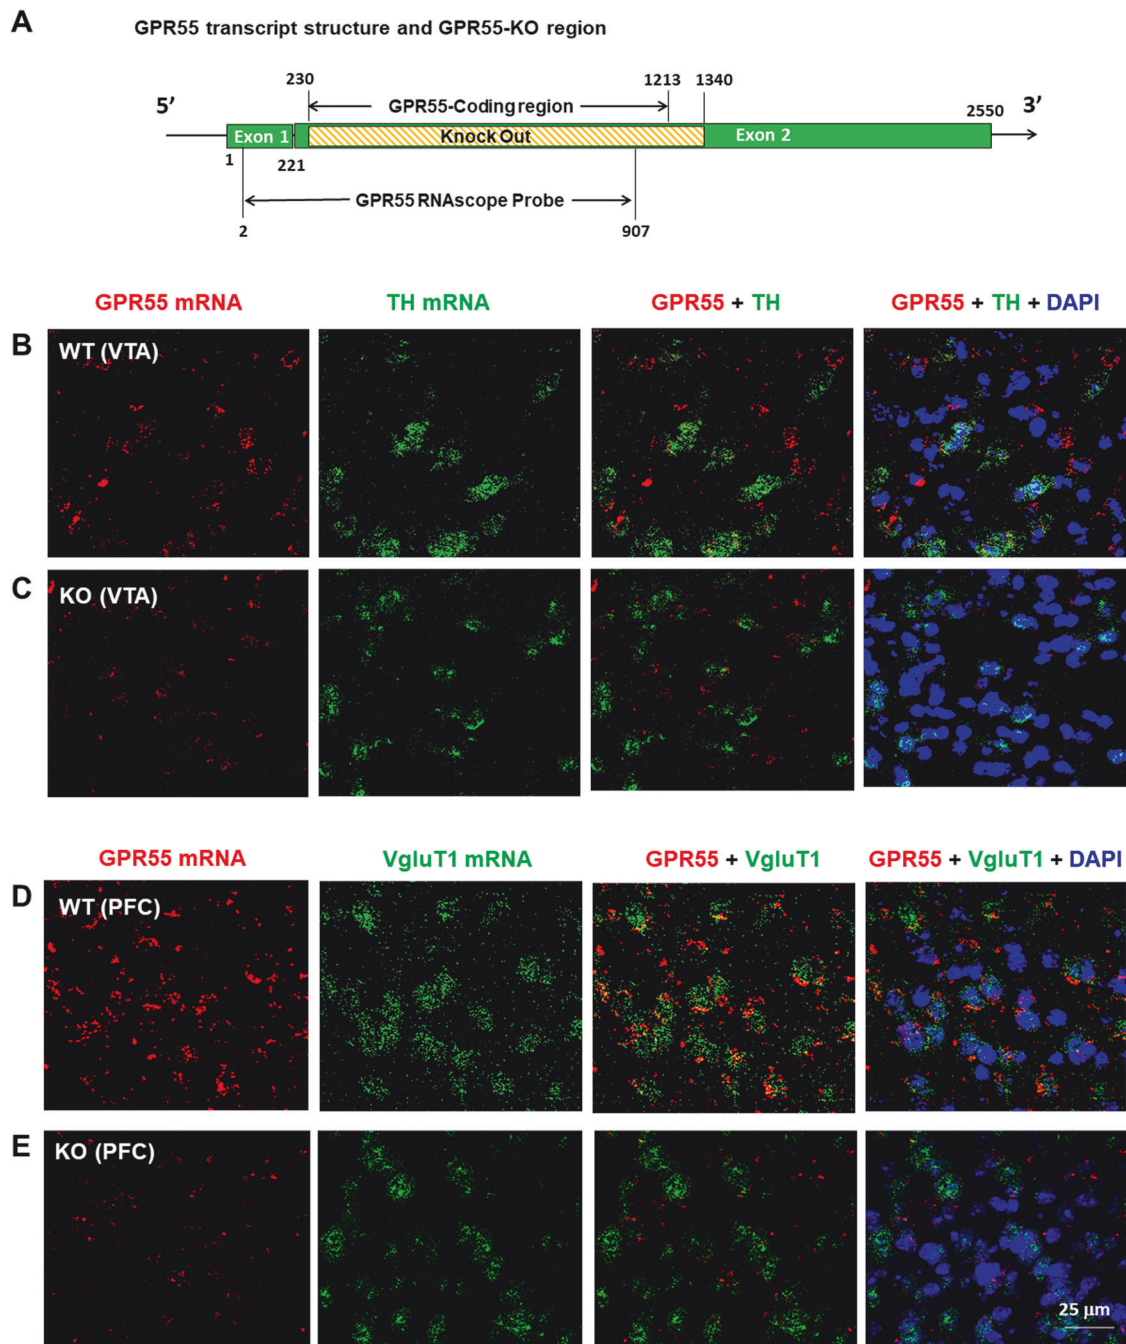 A
GPR55 transcript structure and GPR55-KO region
230
1213
1340
5'
GPR55-Coding region
2550
3'
Exon 1
Knock Out
Exon 2
1
221
GPR55 RNAscope Probe
2
907
GPR55 mRNA
TH mRNA
GPR55 + TH
GPR55 + TH + DAPI
B
WT (VTA)
C
KO (VTA)
GPR55 mRNA
VgluT1 mRNA
GPR55 + VgluT1
GPR55 + VgluT1 + DAPI
D
WT (PFC)
E
KO (PFC)
25 µm